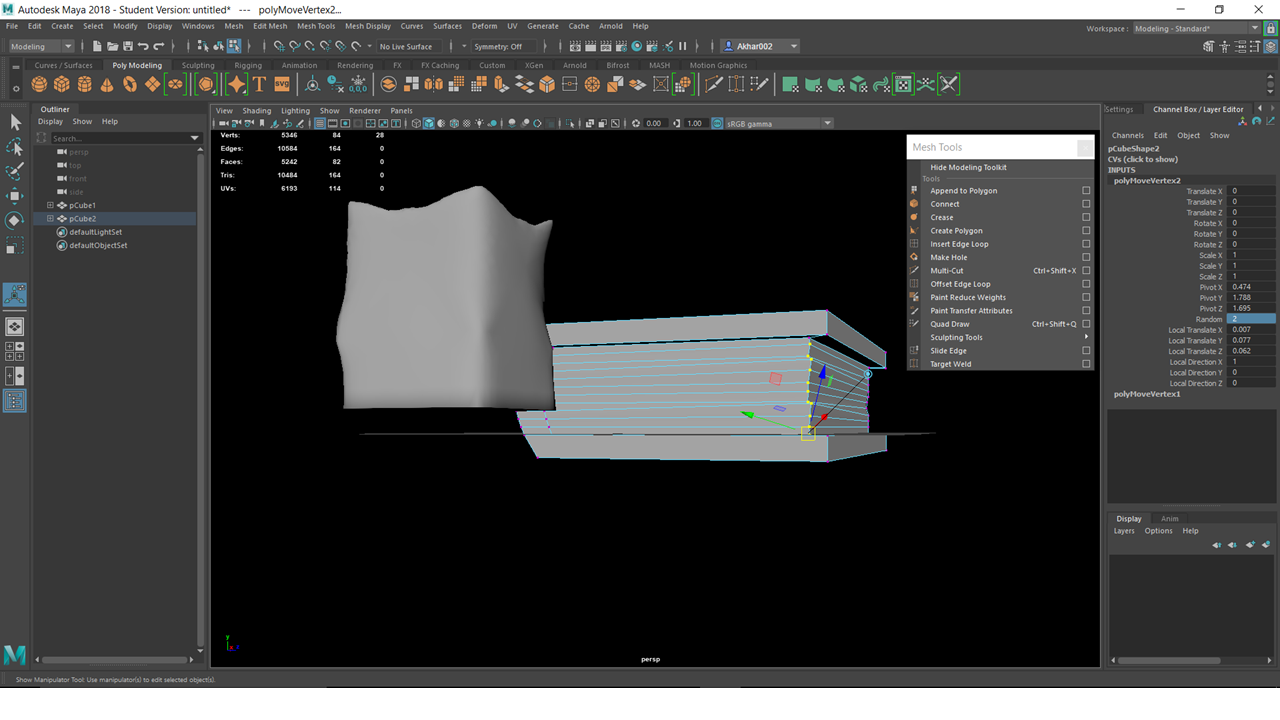 Autodesk Maya 2018 - Student Version: untitled* --- polyMoveVertex2...
File Edit Create Select Modify Display Windows Mesh Edit Mesh Mesh Tools Mesh Display Curves Surfaces Deform UV Generate Cache Arnold Help
Workspace : Modeling - Standard*
Modeling No Live Surface Symmetry: Off Akhar002
Curves / Surfaces Poly Modeling Sculpting Rigging Animation Rendering FX FX Caching Custom XGen Arnold Bifrost MASH Motion Graphics
T SVG 0,0,0
Outliner
Display Show Help
Search...
persp
top
front
side
pCube1
pCube2
defaultLightSet
defaultObjectSet
View Shading Lighting Show Renderer Panels
0.00 1.00 sRGB gamma
Verts: 5346 84 28
Edges: 10584 164 0
Faces: 5242 82 0
Tris: 10484 164 0
UVs: 6193 114 0
Mesh Tools
Hide Modeling Toolkit
Tools
Append to Polygon
Connect
Crease
Create Polygon
Insert Edge Loop
Make Hole
Multi-Cut Ctrl+Shift+X
Offset Edge Loop
Paint Reduce Weights
Paint Transfer Attributes
Quad Draw Ctrl+Shift+Q
Sculpting Tools
Slide Edge
Target Weld
y
persp
Settings Channel Box / Layer Editor
Channels Edit Object Show
pCubeShape2
CVs (click to show)
INPUTS
polyMoveVertex2
Translate X 0
Translate Y 0
Translate Z 0
Rotate X 0
Rotate Y 0
Rotate Z 0
Scale X 1
Scale Y 1
Scale Z 1
Pivot X 0.474
Pivot Y 1.788
Pivot Z 1.695
Random 2
Local Translate X 0.007
Local Translate Y 0.077
Local Translate Z 0.062
Local Direction X 1
Local Direction Y 0
Local Direction Z 0
polyMoveVertex1
Display Anim
Layers Options Help
Show Manipulator Tool: Use manipulator(s) to edit selected object(s).